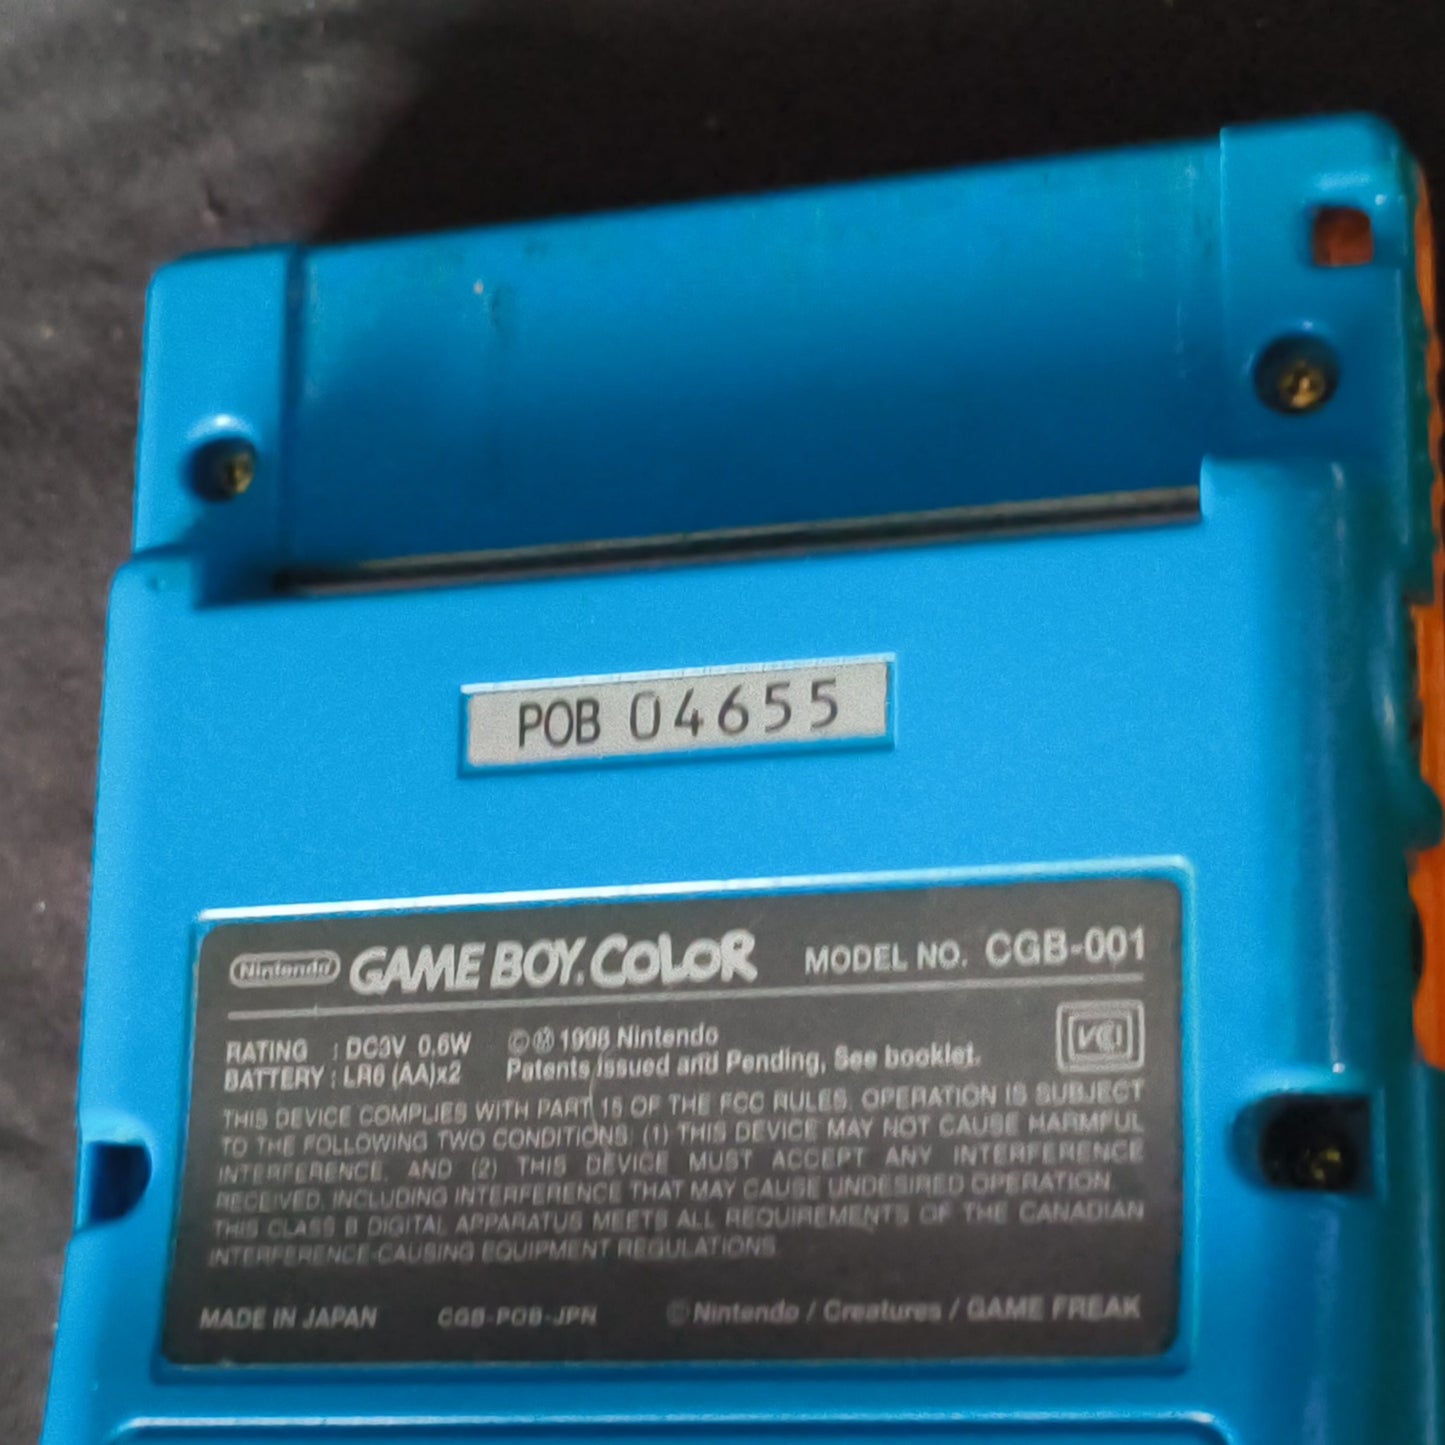 POB 04655
Nintendo GAME BOY COLOR MODEL NO. CGB-001
RATING : DC3V 0.6W
BATTERY : LR6 (AA)x2
©Ⓜ 1998 Nintendo
Patents issued and Pending, See booklet.
VCI
THIS DEVICE COMPLIES WITH PART 15 OF THE FCC RULES. OPERATION IS SUBJECT
TO THE FOLLOWING TWO CONDITIONS: (1) THIS DEVICE MAY NOT CAUSE HARMFUL
INTERFERENCE, AND (2) THIS DEVICE MUST ACCEPT ANY INTERFERENCE
RECEIVED, INCLUDING INTERFERENCE THAT MAY CAUSE UNDESIRED OPERATION.
THIS CLASS B DIGITAL APPARATUS MEETS ALL REQUIREMENTS OF THE CANADIAN
INTERFERENCE-CAUSING EQUIPMENT REGULATIONS.
MADE IN JAPAN CGB-POB-JPN © Nintendo / Creatures / GAME FREAK